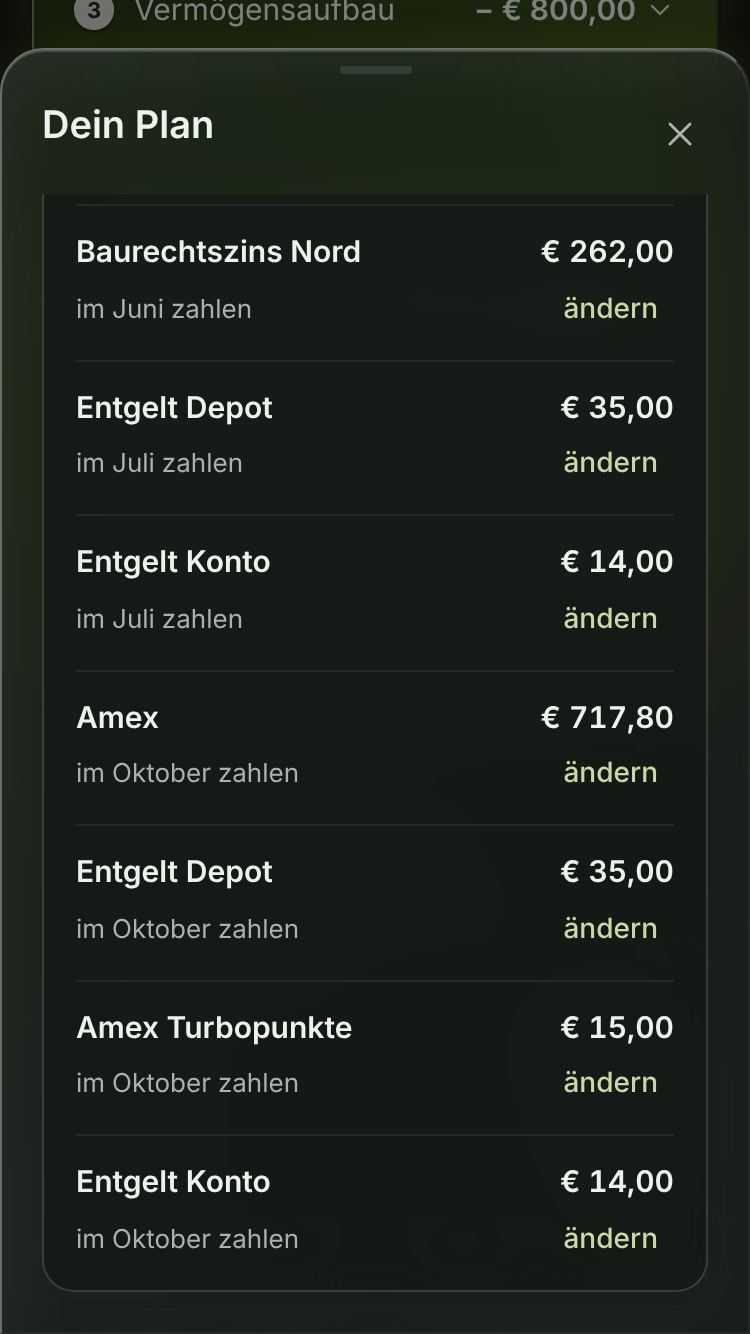 3 Vermögensaufbau – € 800,00
Dein Plan
Baurechtszins Nord € 262,00
im Juni zahlen ändern
Entgelt Depot € 35,00
im Juli zahlen ändern
Entgelt Konto € 14,00
im Juli zahlen ändern
Amex € 717,80
im Oktober zahlen ändern
Entgelt Depot € 35,00
im Oktober zahlen ändern
Amex Turbopunkte € 15,00
im Oktober zahlen ändern
Entgelt Konto € 14,00
im Oktober zahlen ändern